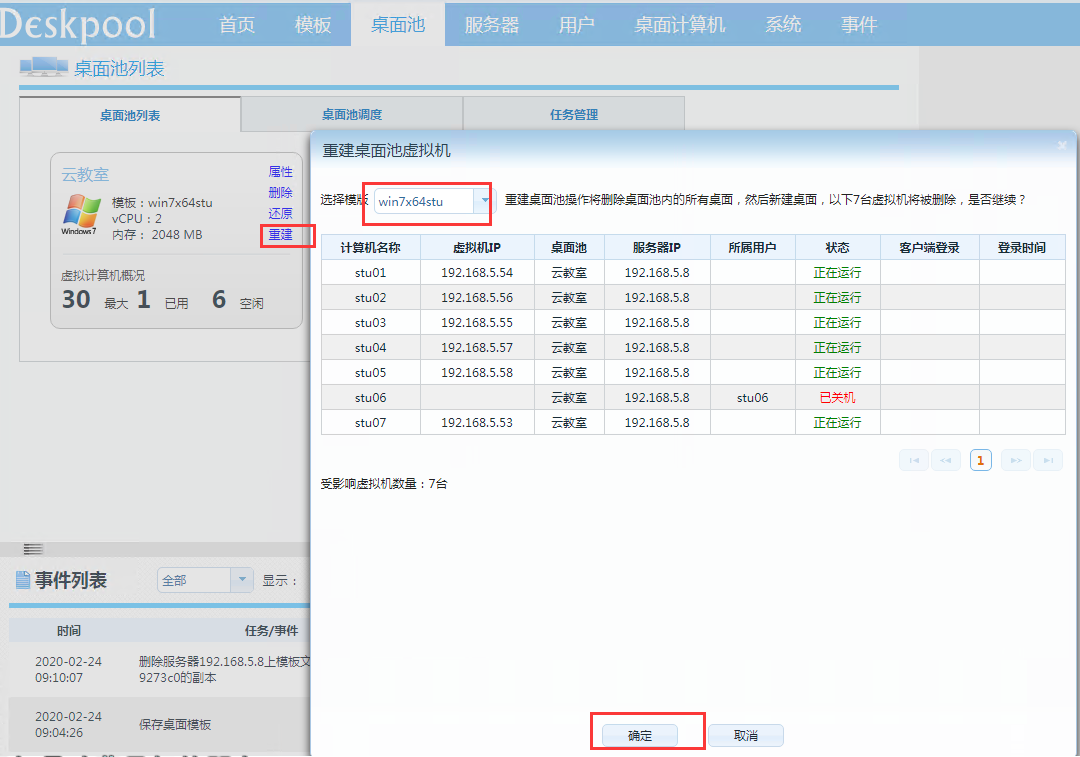 Deskpool 首页 模板 桌面池 服务器 用户 桌面计算机 系统 事件
桌面池列表
桌面池列表 桌面池调度 任务管理
云教室 属性
删除
模板：win7x64stu
vCPU：2 还原
内存： 2048 MB 重建
Windows 7
虚拟计算机概况
30 最大 1 已用 6 空闲
重建桌面池虚拟机
选择模版 win7x64stu 重建桌面池操作将删除桌面池内的所有桌面，然后新建桌面，以下7台虚拟机将被删除，是否继续？
计算机名称 虚拟机IP 桌面池 服务器IP 所属用户 状态 客户端登录 登录时间
stu01 192.168.5.54 云教室 192.168.5.8 正在运行
stu02 192.168.5.56 云教室 192.168.5.8 正在运行
stu03 192.168.5.55 云教室 192.168.5.8 正在运行
stu04 192.168.5.57 云教室 192.168.5.8 正在运行
stu05 192.168.5.58 云教室 192.168.5.8 正在运行
stu06 云教室 192.168.5.8 stu06 已关机
stu07 192.168.5.53 云教室 192.168.5.8 正在运行
1
受影响虚拟机数量：7台
确定 取消
事件列表 全部 显示：
时间 任务/事件
2020-02-24 删除服务器192.168.5.8上模板文
09:10:07 9273c0的副本
2020-02-24 保存桌面模板
09:04:26